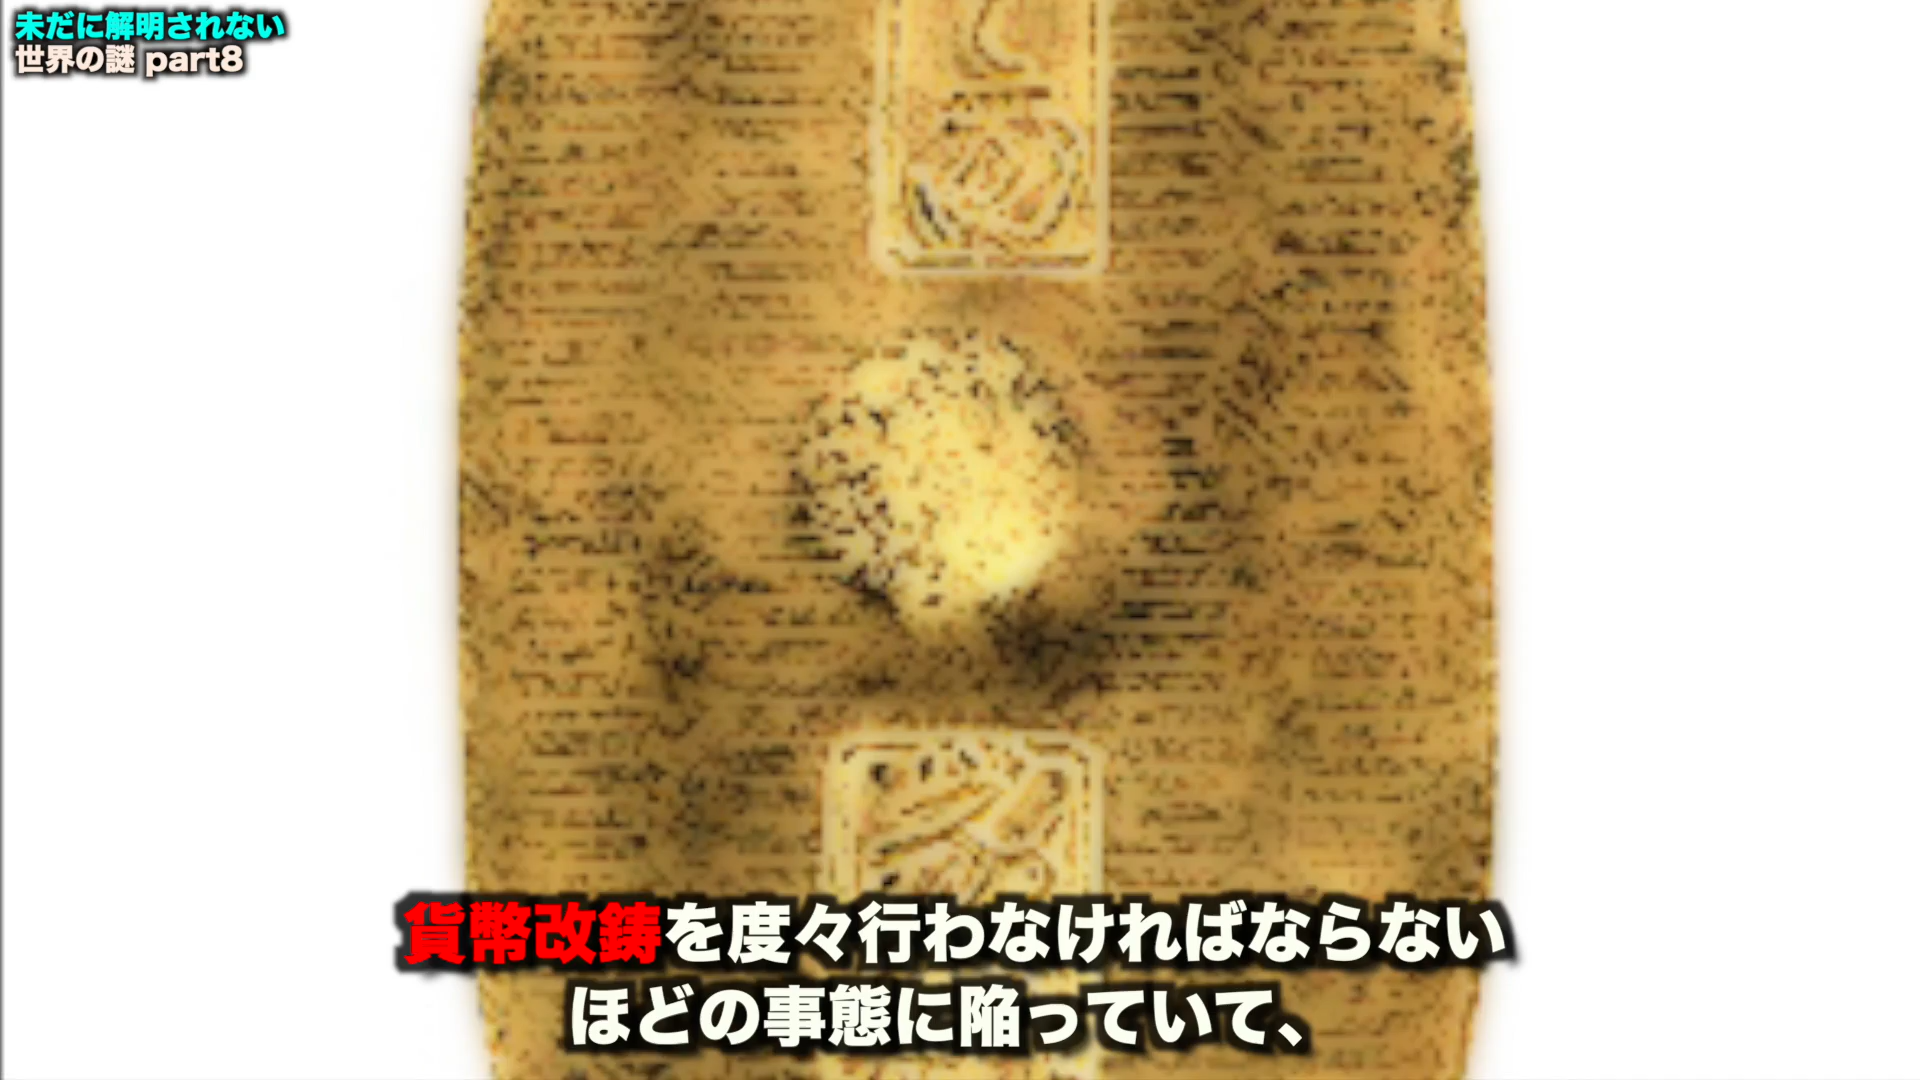 未だに解明されない
世界の謎 part8
貨幣改鋳を度々行わなければならない
ほどの事態に陥っていて、